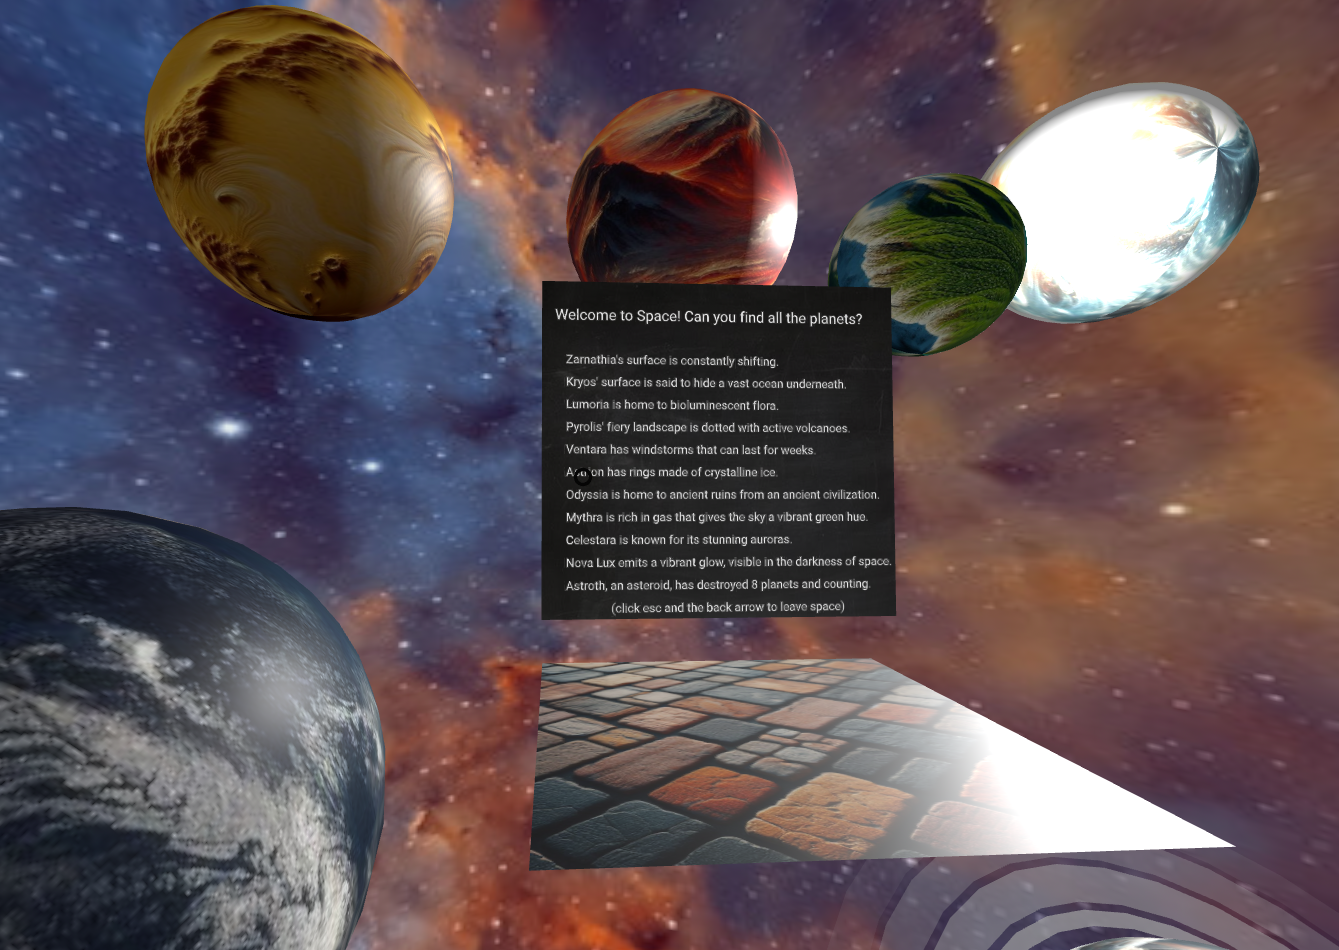 Welcome to Space! Can you find all the planets?
Zarnathia's surface is constantly shifting.
Kryos' surface is said to hide a vast ocean underneath.
Lumoria is home to bioluminescent flora.
Pyrolis' fiery landscape is dotted with active volcanoes.
Ventara has windstorms that can last for weeks.
has rings made of crystalline ice.
Odyssia is home to ancient ruins from an ancient civilization.
Mythra is rich in gas that gives the sky a vibrant green hue.
Celestara is known for its stunning auroras.
Nova Lux emits a vibrant glow, visible in the darkness of space.
Astroth, an asteroid, has destroyed 8 planets and counting.
(click esc and the back arrow to leave space)